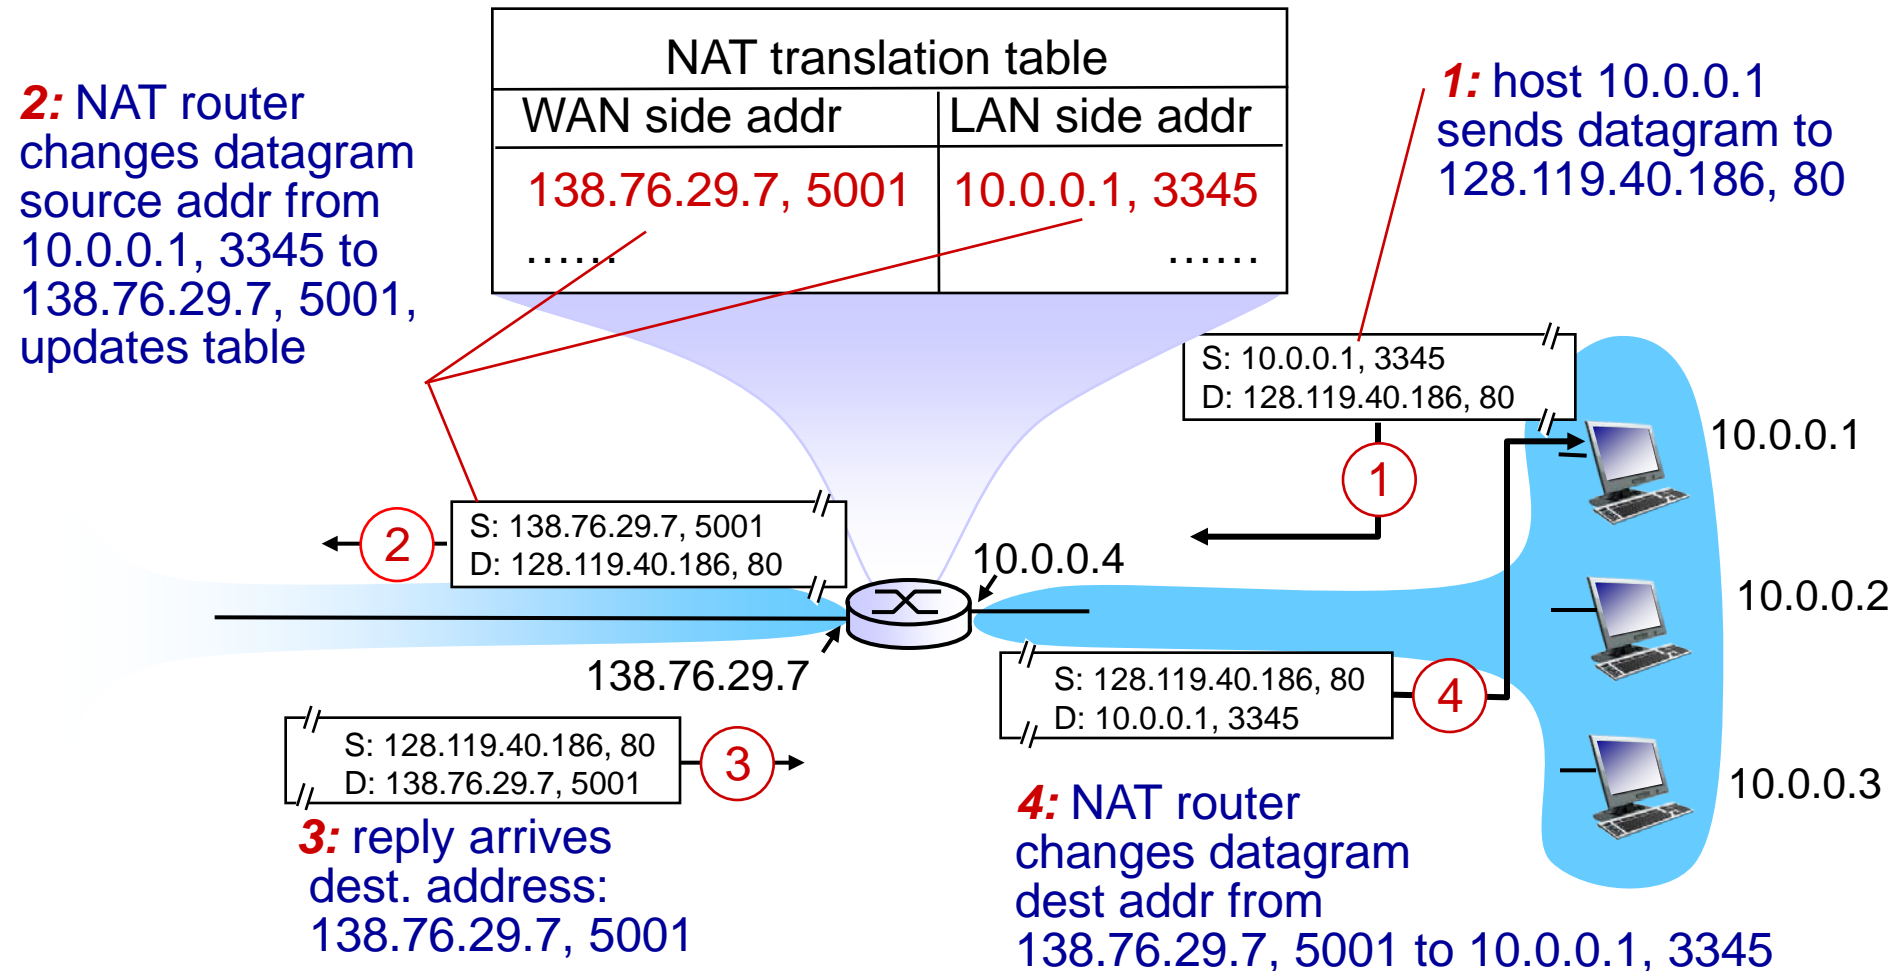 NAT translation table
WAN side addr LAN side addr
138.76.29.7, 5001 10.0.0.1, 3345
…… ……
2: NAT router
changes datagram
source addr from
10.0.0.1, 3345 to
138.76.29.7, 5001,
updates table
1: host 10.0.0.1
sends datagram to
128.119.40.186, 80
S: 10.0.0.1, 3345
D: 128.119.40.186, 80
1
10.0.0.1
S: 138.76.29.7, 5001
D: 128.119.40.186, 80
2
10.0.0.4
10.0.0.2
138.76.29.7
S: 128.119.40.186, 80
D: 10.0.0.1, 3345
4
S: 128.119.40.186, 80
D: 138.76.29.7, 5001
3
10.0.0.3
3: reply arrives
dest. address:
138.76.29.7, 5001
4: NAT router
changes datagram
dest addr from
138.76.29.7, 5001 to 10.0.0.1, 3345